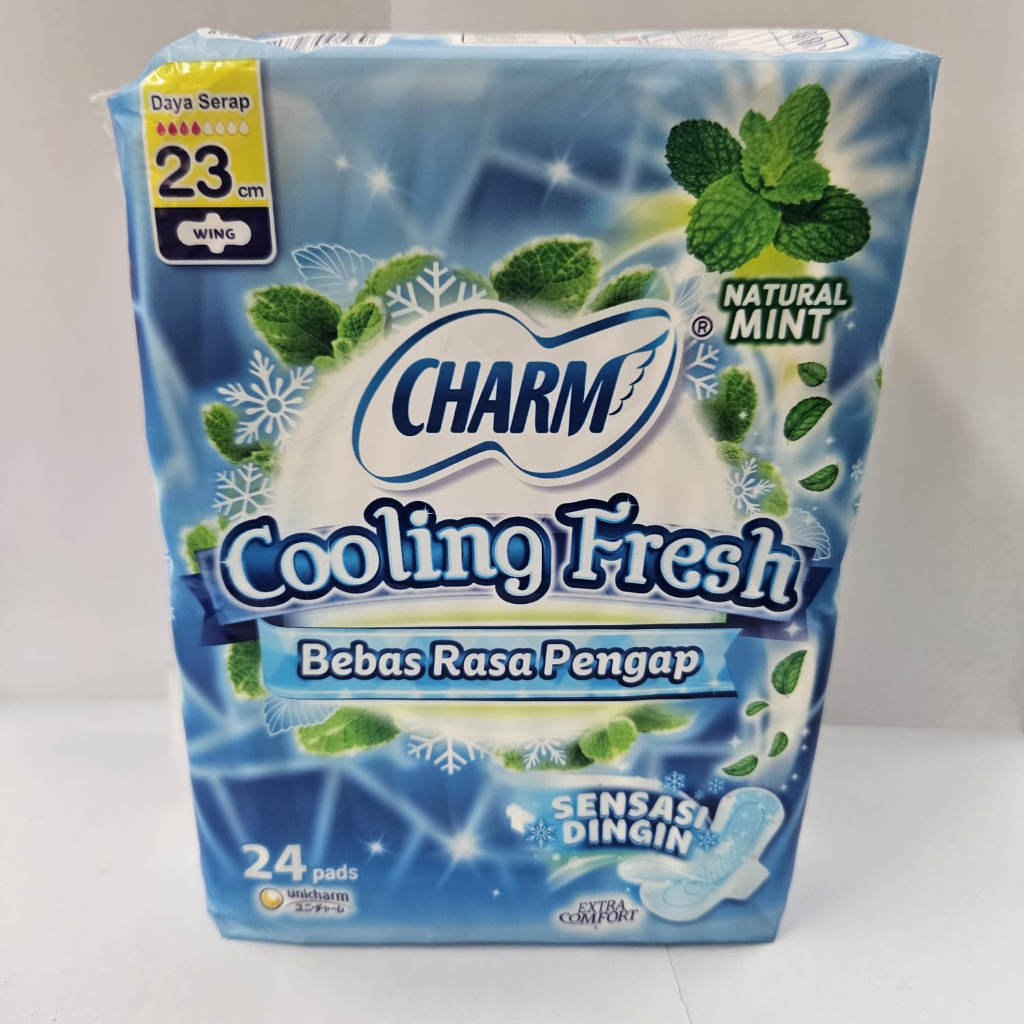 Daya Serap
23 cm
WING
NATURAL
MINT
CHARM®
Cooling Fresh
Bebas Rasa Pengap
SENSASI
DINGIN
24 pads
unicharm
ユニ・チャーム
EXTRA
COMFORT